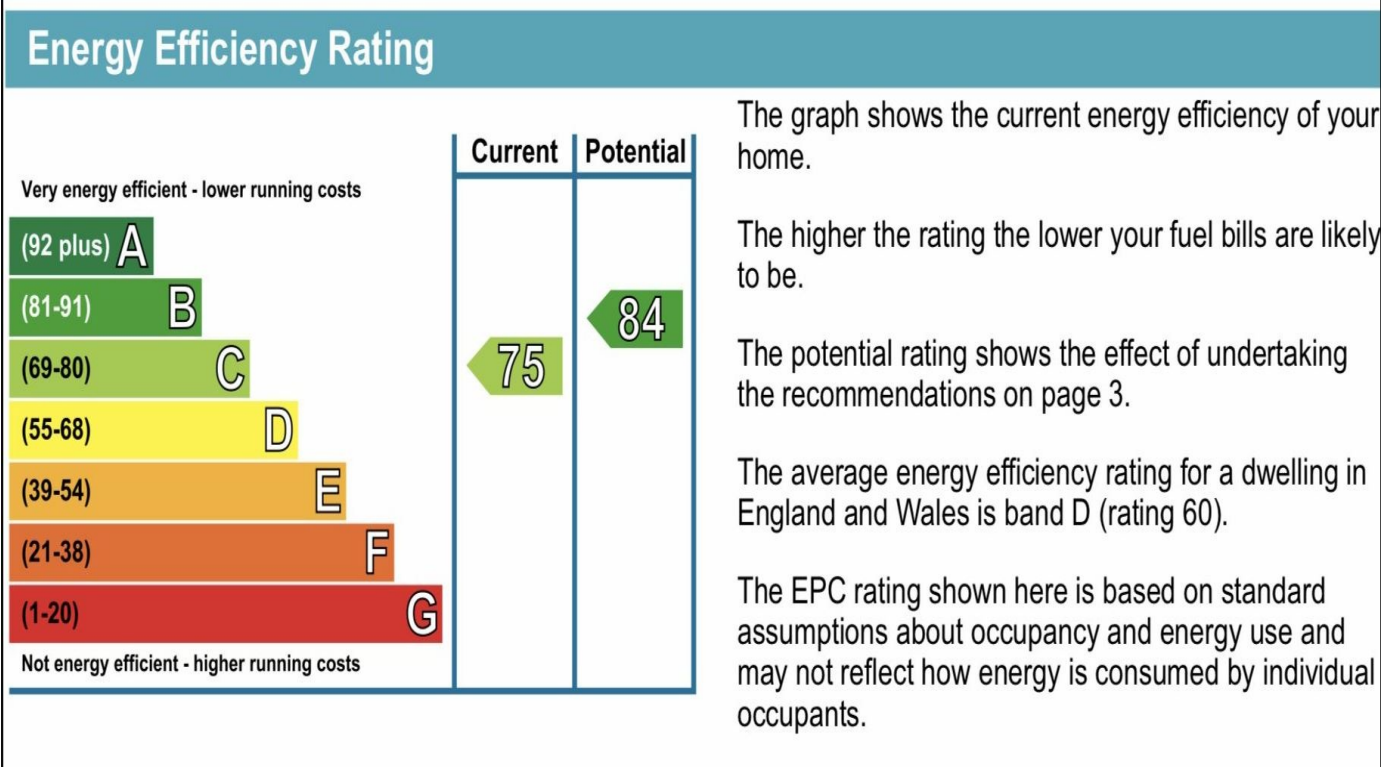 Energy Efficiency Rating
Current Potential
Very energy efficient - lower running costs
(92 plus) A
(81-91) B
84
(69-80) C
75
(55-68) D
(39-54) E
(21-38) F
(1-20) G
Not energy efficient - higher running costs
The graph shows the current energy efficiency of your
home.
The higher the rating the lower your fuel bills are likely
to be.
The potential rating shows the effect of undertaking
the recommendations on page 3.
The average energy efficiency rating for a dwelling in
England and Wales is band D (rating 60).
The EPC rating shown here is based on standard
assumptions about occupancy and energy use and
may not reflect how energy is consumed by individual
occupants.